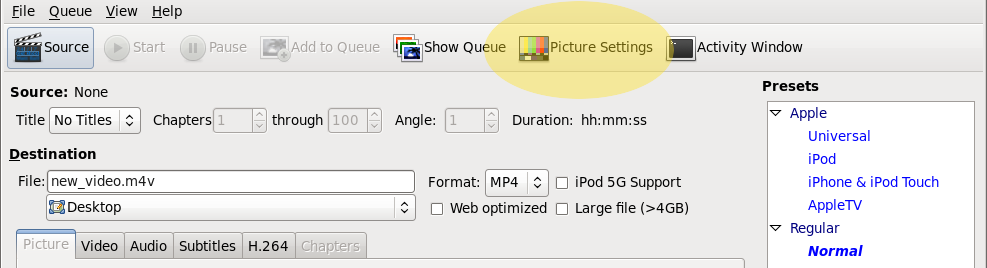 File Queue View Help
Source Start Pause Add to Queue Show Queue Picture Settings Activity Window
Source: None
Title No Titles Chapters 1 through 100 Angle: 1 Duration: hh:mm:ss
Destination
File: new_video.m4v Format: MP4 iPod 5G Support
Desktop Web optimized Large file (>4GB)
Picture Video Audio Subtitles H.264 Chapters
Presets
Apple
Universal
iPod
iPhone & iPod Touch
AppleTV
Regular
Normal